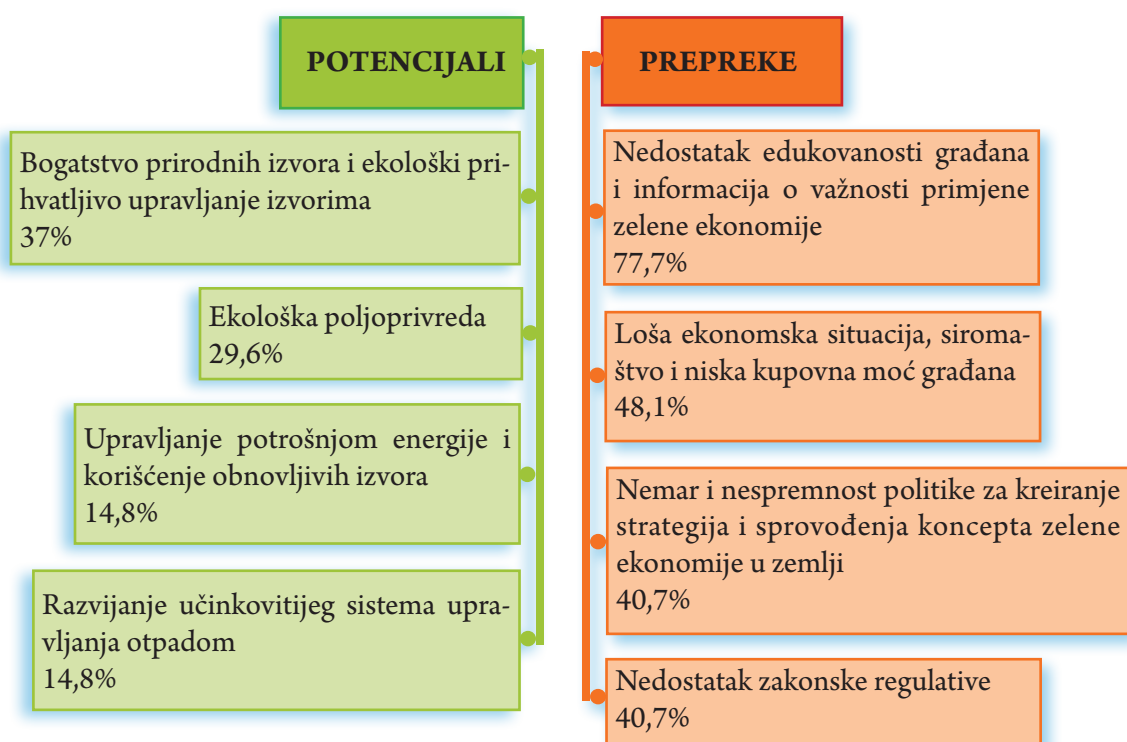 POTENCIJALI
Bogatstvo prirodnih izvora i ekološki pri-
hvatljivo upravljanje izvorima
37%
Ekološka poljoprivreda
29,6%
Upravljanje potrošnjom energije i
korišćenje obnovljivih izvora
14,8%
Razvijanje učinkovitijeg sistema upra-
vljanja otpadom
14,8%
PREPREKE
Nedostatak edukovanosti građana
i informacija o važnosti primjene
zelene ekonomije
77,7%
Loša ekonomska situacija, siroma-
štvo i niska kupovna moć građana
48,1%
Nemar i nespremnost politike za kreiranje
strategija i sprovođenja koncepta zelene
ekonomije u zemlji
40,7%
Nedostatak zakonske regulative
40,7%